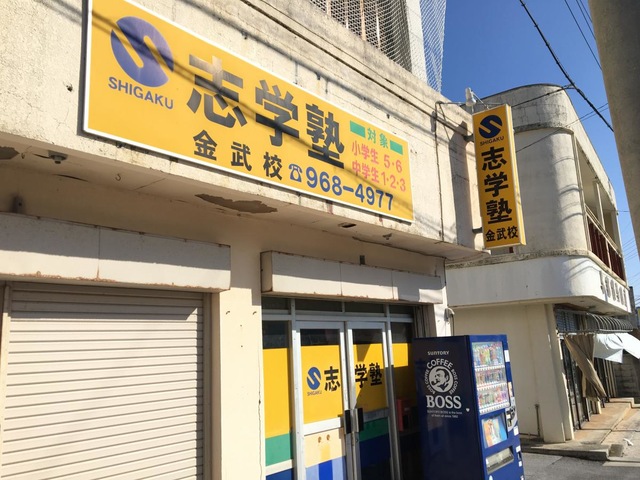 SHIGAKU
志学塾
金武校
☎968-4977
対象
小学生 5・6
中学生 1・2・3
SHIGAKU
志学塾
金武校
志学塾
SUNTORY
COFFEE
BOSS